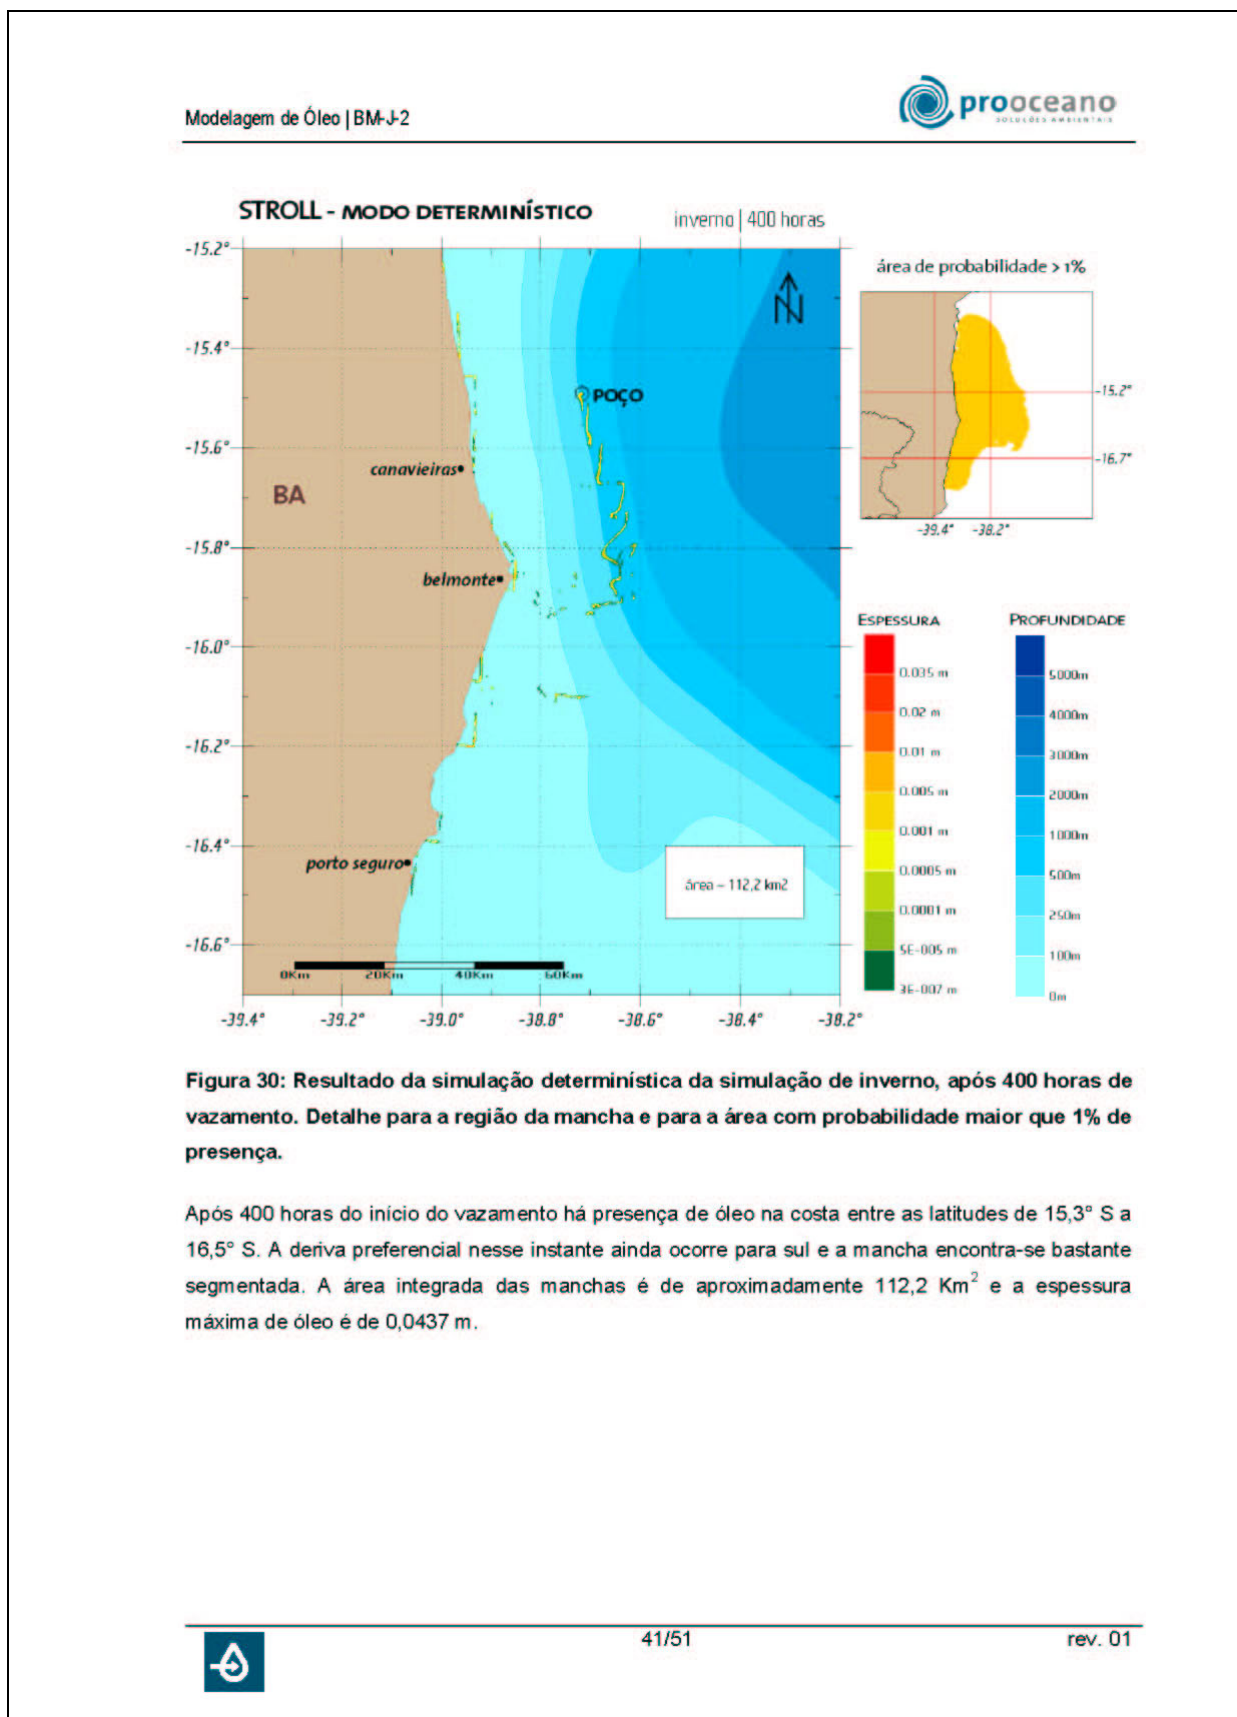 Modelagem de Óleo | BM-J-2
prooceano
SOLUÇÕES AMBIENTAIS
STROLL - MODO DETERMINÍSTICO
inverno | 400 horas
-15.2°
-15.4°
-15.6°
-15.8°
-16.0°
-16.2°
-16.4°
-16.6°
N
POÇO
canavieiras
BA
belmonte
porto seguro
área ~ 112,2 km2
0Km 20Km 40Km 60Km
-39.4° -39.2° -39.0° -38.8° -38.6° -38.4° -38.2°
área de probabilidade > 1%
-15.2°
-16.7°
-39.4° -38.2°
ESPESSURA
0.035 m
0.02 m
0.01 m
0.005 m
0.001 m
0.0005 m
0.0001 m
5E-005 m
3E-007 m
PROFUNDIDADE
5000m
4000m
3000m
2000m
1000m
500m
250m
100m
0m
Figura 30: Resultado da simulação determinística da simulação de inverno, após 400 horas de
vazamento. Detalhe para a região da mancha e para a área com probabilidade maior que 1% de
presença.
Após 400 horas do início do vazamento há presença de óleo na costa entre as latitudes de 15,3° S a
16,5° S. A deriva preferencial nesse instante ainda ocorre para sul e a mancha encontra-se bastante
segmentada. A área integrada das manchas é de aproximadamente 112,2 Km² e a espessura
máxima de óleo é de 0,0437 m.
41/51
rev. 01